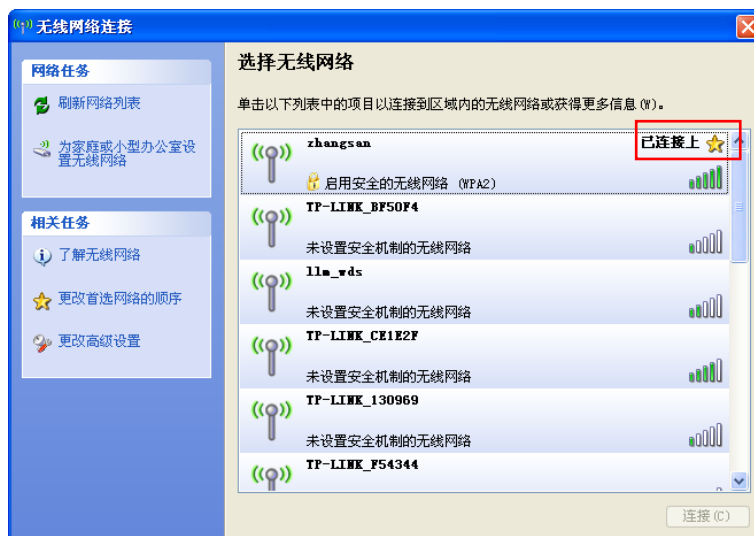 无线网络连接
网络任务
刷新网络列表
为家庭或小型办公室设
置无线网络
相关任务
了解无线网络
更改首选网络的顺序
更改高级设置
选择无线网络
单击以下列表中的项目以连接到区域内的无线网络或获得更多信息(W)。
zhangsan 已连接上
启用安全的无线网络 (WPA2)
TP-LINK_BF50F4
未设置安全机制的无线网络
llm_wds
未设置安全机制的无线网络
TP-LINK_CE1E2F
未设置安全机制的无线网络
TP-LINK_130969
未设置安全机制的无线网络
TP-LINK_F54344
连接(C)